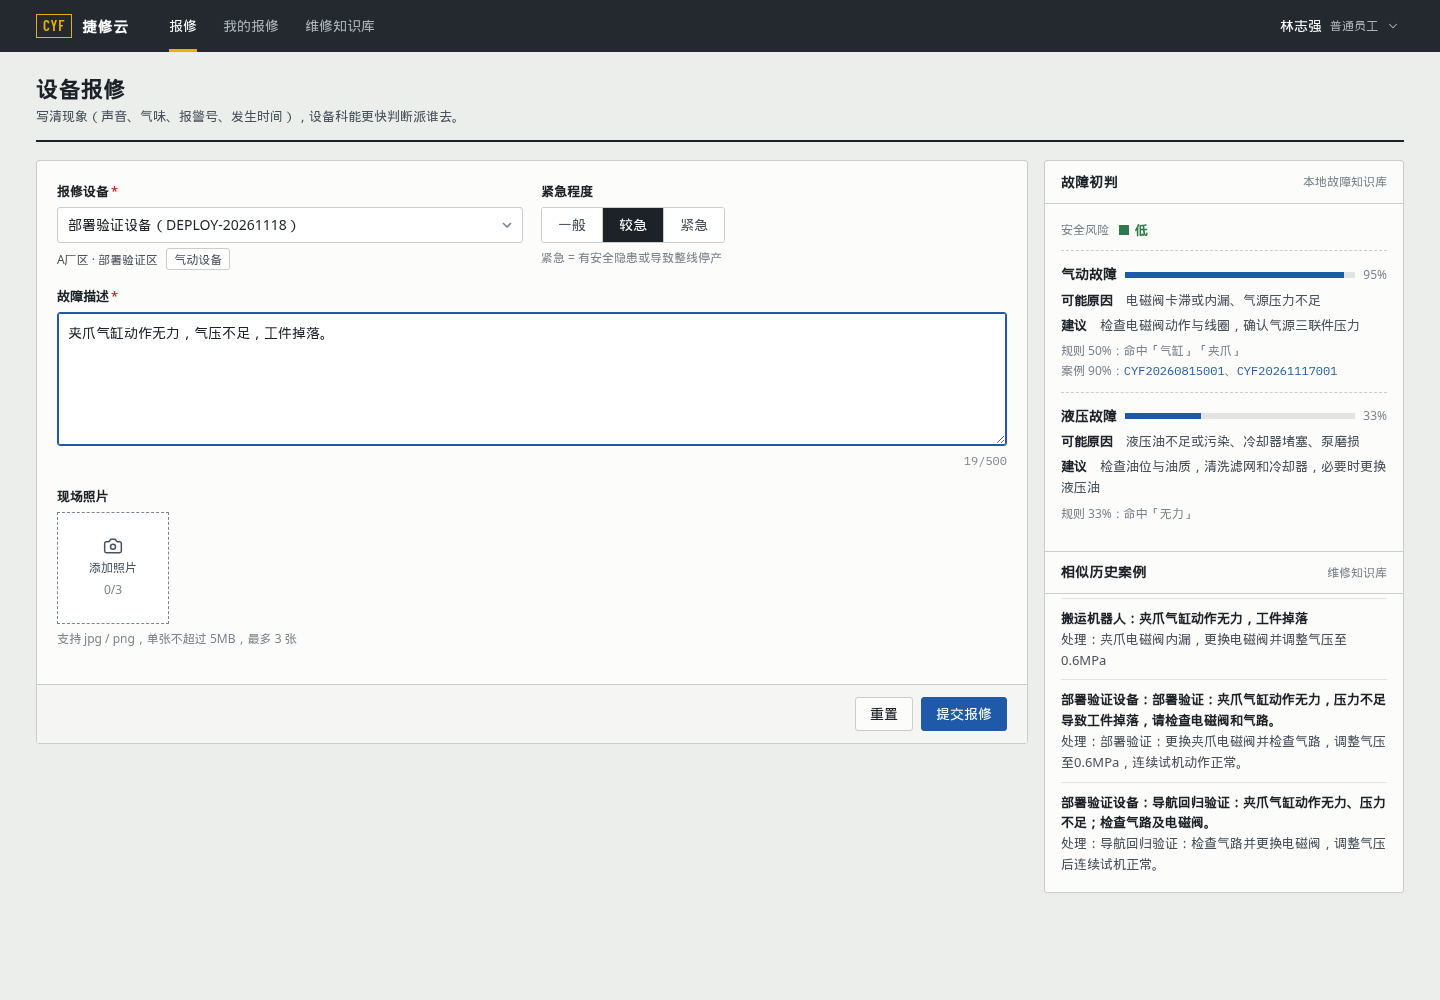 CYF 捷修云 报修 我的报修 维修知识库 林志强 普通员工
设备报修
写清现象（声音、气味、报警号、发生时间），设备科能更快判断派谁去。
报修设备* 紧急程度
部署验证设备（DEPLOY-20261118） 一般 较急 紧急
A厂区 · 部署验证区 气动设备 紧急 = 有安全隐患或导致整线停产
故障描述*
夹爪气缸动作无力，气压不足，工件掉落。
19/500
现场照片
添加照片
0/3
支持 jpg / png，单张不超过 5MB，最多 3 张
重置 提交报修
故障初判 本地故障知识库
安全风险 低
气动故障 95%
可能原因 电磁阀卡滞或内漏、气源压力不足
建议 检查电磁阀动作与线圈，确认气源三联件压力
规则 50%：命中「气缸」「夹爪」
案例 90%：CYF20260815001、CYF20261117001
液压故障 33%
可能原因 液压油不足或污染、冷却器堵塞、泵磨损
建议 检查油位与油质，清洗滤网和冷却器，必要时更换
液压油
规则 33%：命中「无力」
相似历史案例 维修知识库
搬运机器人：夹爪气缸动作无力，工件掉落
处理：夹爪电磁阀内漏，更换电磁阀并调整气压至
0.6MPa
部署验证设备：部署验证：夹爪气缸动作无力，压力不足
导致工件掉落，请检查电磁阀和气路。
处理：部署验证：更换夹爪电磁阀并检查气路，调整气压
至0.6MPa，连续试机动作正常。
部署验证设备：导航回归验证：夹爪气缸动作无力、压力
不足；检查气路及电磁阀。
处理：导航回归验证：检查气路并更换电磁阀，调整气压
后连续试机正常。